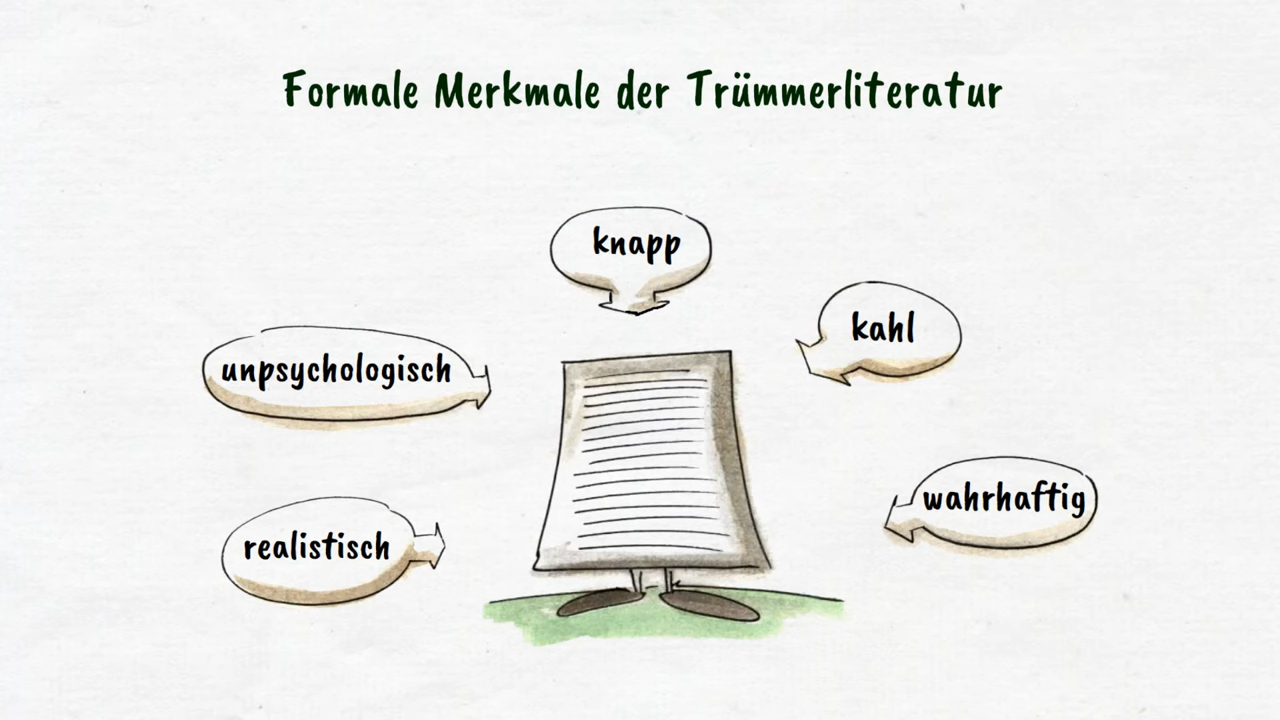 Formale Merkmale der Trümmerliteratur
knapp
kahl
unpsychologisch
wahrhaftig
realistisch